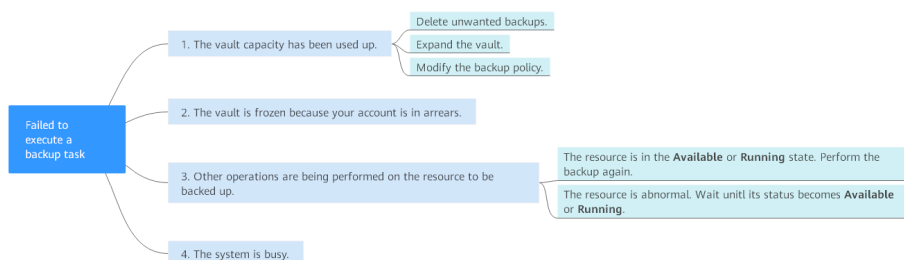 Failed to
execute a
backup task
1. The vault capacity has been used up.
Delete unwanted backups.
Expand the vault.
Modify the backup policy.
2. The vault is frozen because your account is in arrears.
3. Other operations are being performed on the resource to be
backed up.
The resource is in the Available or Running state. Perform the
backup again.
The resource is abnormal. Wait unitl its status becomes Available
or Running.
4. The system is busy.